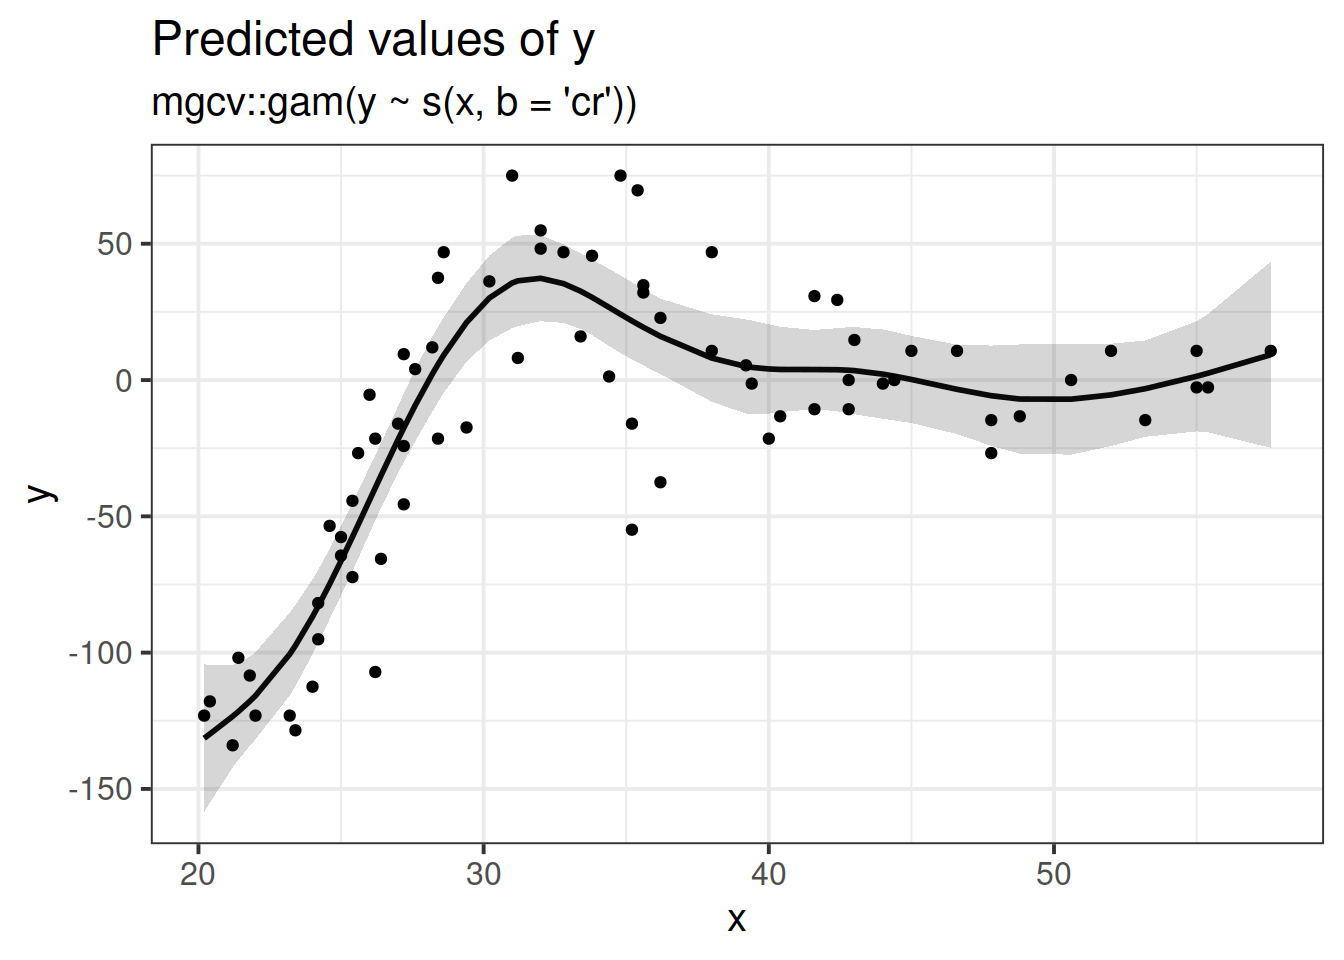 Predicted values of y
mgcv::gam(y ~ s(x, b = 'cr'))
50
0
-50
-100
-150
y
20 30 40 50
x